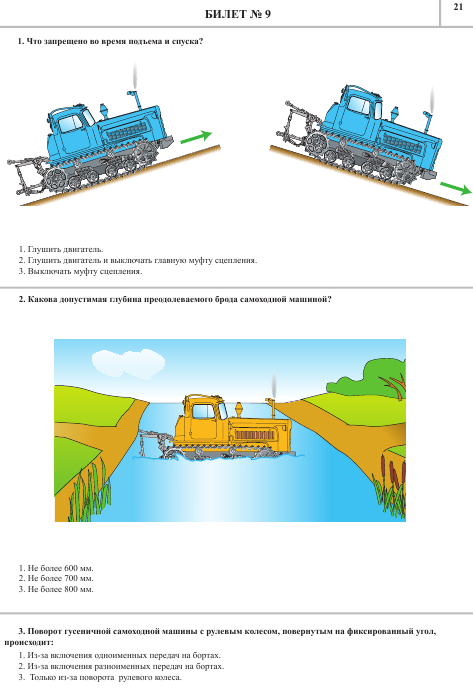 БИЛЕТ № 9
21
1. Что запрещено во время подъема и спуска?
1. Глушить двигатель.
2. Глушить двигатель и выключать главную муфту сцепления.
3. Выключать муфту сцепления.
2. Какова допустимая глубина преодолеваемого брода самоходной машиной?
1. Не более 600 мм.
2. Не более 700 мм.
3. Не более 800 мм.
3. Поворот гусеничной самоходной машины с рулевым колесом, повернутым на фиксированный угол,
происходит:
1. Из-за включения одноименных передач на бортах.
2. Из-за включения разноименных передач на бортах.
3. Только из-за поворота рулевого колеса.